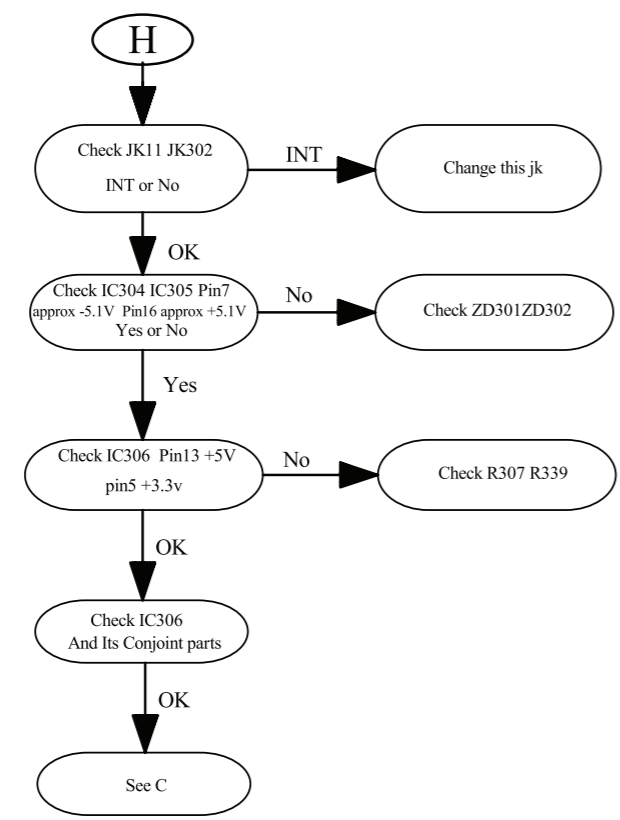 H
Check JK11 JK302
INT or No
INT
Change this jk
OK
Check IC304 IC305 Pin7
approx -5.1V Pin16 approx +5.1V
Yes or No
No
Check ZD301ZD302
Yes
Check IC306 Pin13 +5V
pin5 +3.3v
No
Check R307 R339
OK
Check IC306
And Its Conjoint parts
OK
See C